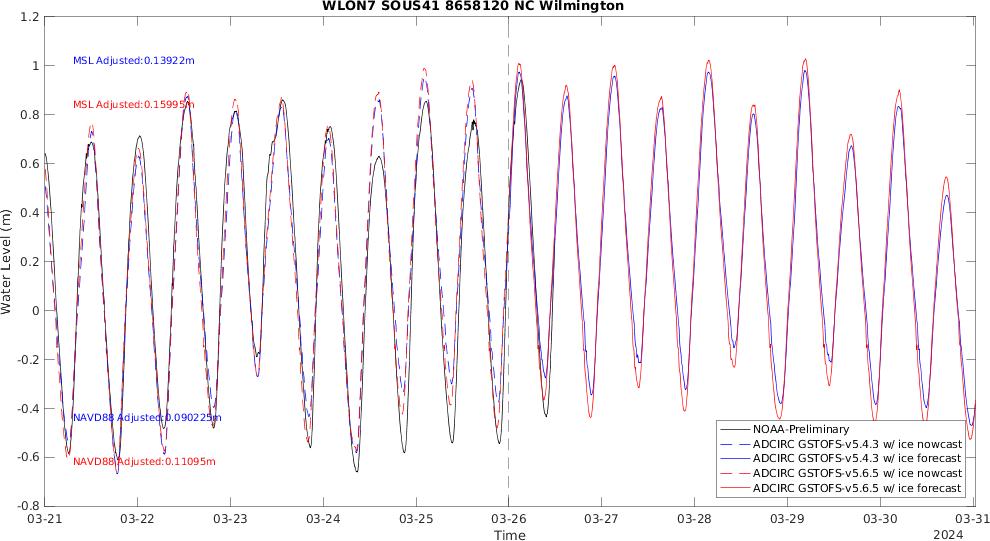 WLON7 SOUS41 8658120 NC Wilmington
1.2
1
0.8
0.6
0.4
0.2
0
-0.2
-0.4
-0.6
-0.8
Water Level (m)
MSL Adjusted:0.13922m
MSL Adjusted:0.15995m
NAVD88 Adjusted:0.090225m
NAVD88 Adjusted:0.11095m
NOAA-Preliminary
ADCIRC GSTOFS-v5.4.3 w/ ice nowcast
ADCIRC GSTOFS-v5.4.3 w/ ice forecast
ADCIRC GSTOFS-v5.6.5 w/ ice nowcast
ADCIRC GSTOFS-v5.6.5 w/ ice forecast
03-21 03-22 03-23 03-24 03-25 03-26 03-27 03-28 03-29 03-30 03-31
Time
2024